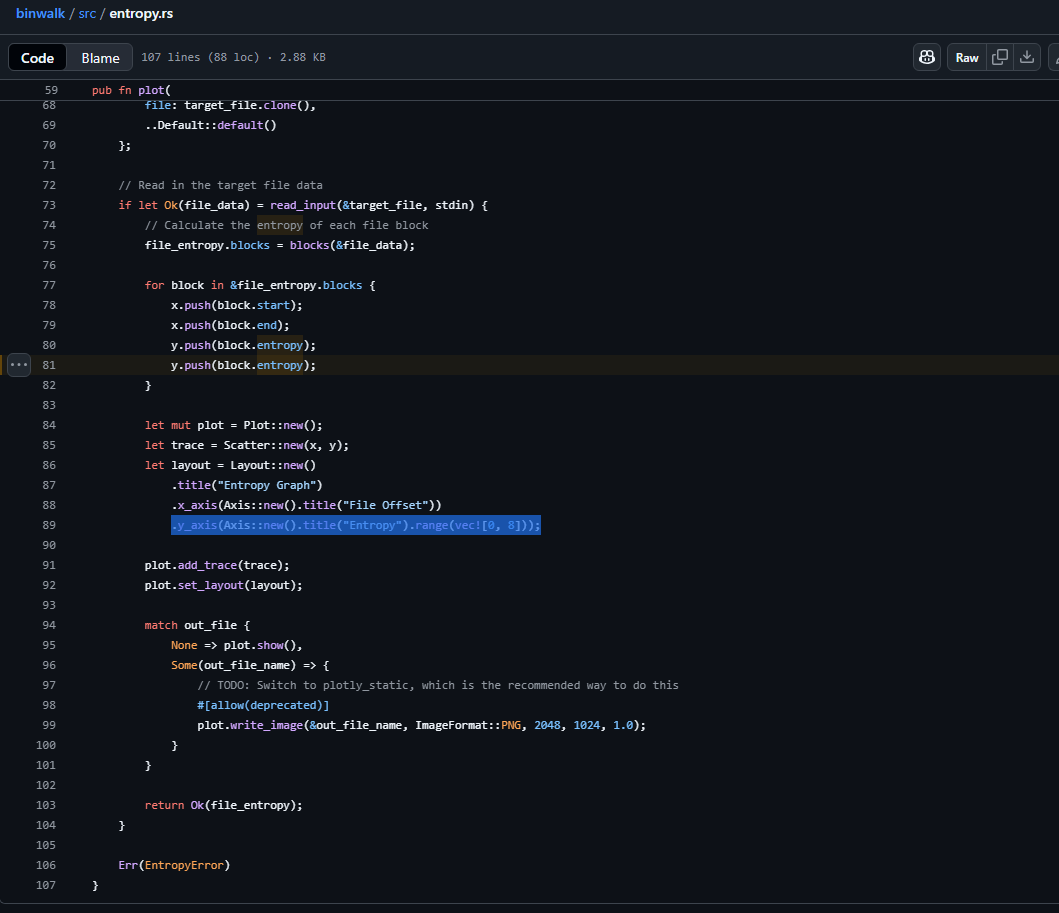 binwalk / src / entropy.rs
Code Blame 107 lines (88 loc) · 2.88 KB Raw
59 pub fn plot(
68 file: target_file.clone(),
69 ..Default::default()
70 };
71
72 // Read in the target file data
73 if let Ok(file_data) = read_input(&target_file, stdin) {
74 // Calculate the entropy of each file block
75 file_entropy.blocks = blocks(&file_data);
76
77 for block in &file_entropy.blocks {
78 x.push(block.start);
79 x.push(block.end);
80 y.push(block.entropy);
81 y.push(block.entropy);
82 }
83
84 let mut plot = Plot::new();
85 let trace = Scatter::new(x, y);
86 let layout = Layout::new()
87 .title("Entropy Graph")
88 .x_axis(Axis::new().title("File Offset"))
89 .y_axis(Axis::new().title("Entropy").range(vec![0, 8]));
90
91 plot.add_trace(trace);
92 plot.set_layout(layout);
93
94 match out_file {
95 None => plot.show(),
96 Some(out_file_name) => {
97 // TODO: Switch to plotly_static, which is the recommended way to do this
98 #[allow(deprecated)]
99 plot.write_image(&out_file_name, ImageFormat::PNG, 2048, 1024, 1.0);
100 }
101 }
102
103 return Ok(file_entropy);
104 }
105
106 Err(EntropyError)
107 }